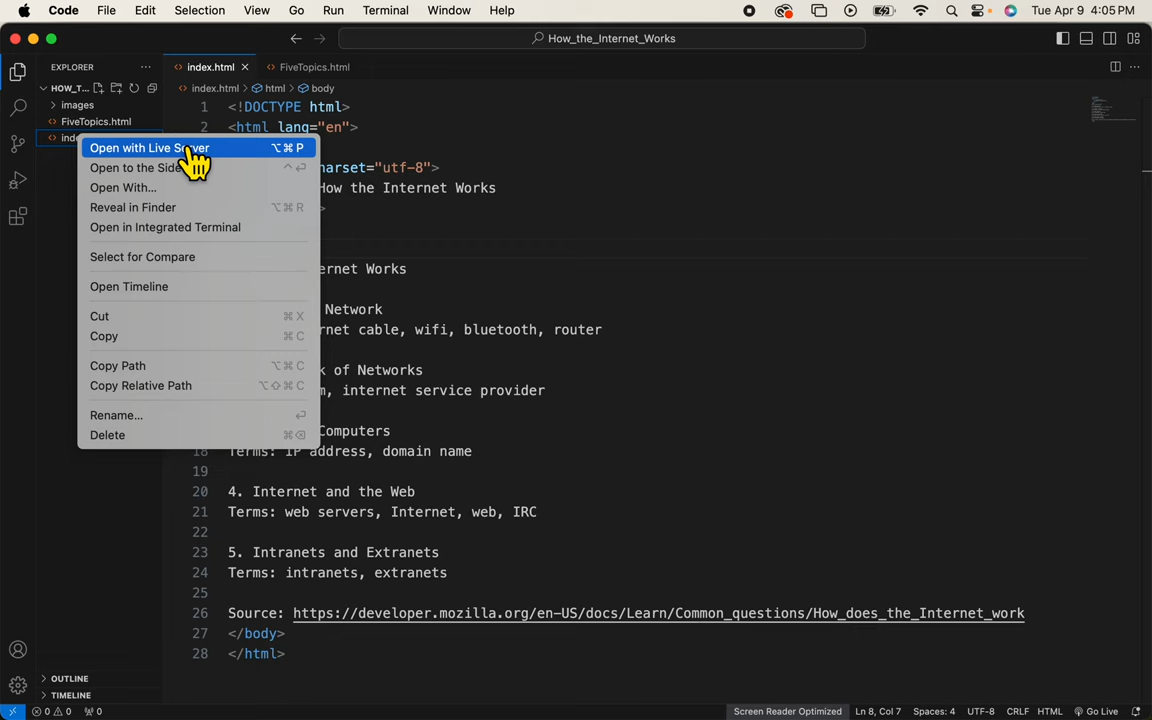 Code File Edit Selection View Go Run Terminal Window Help Tue Apr 9 4:05 PM
How_the_Internet_Works
EXPLORER index.html FiveTopics.html
HOW_T... index.html > html > body
images
FiveTopics.html
1 <!DOCTYPE html>
2 <html lang="en">
Open with Live Server ⌥⌘P
Open to the Side ^⏎
Open With...
Reveal in Finder ⌥⌘R
Open in Integrated Terminal
Select for Compare
Open Timeline
Cut ⌘X
Copy ⌘C
Copy Path ⌥⌘C
Copy Relative Path ⌥⇧⌘C
Rename... ⏎
Delete ⌘⌫
harset="utf-8">
How the Internet Works
>
ernet Works
Network
rnet cable, wifi, bluetooth, router
k of Networks
m, internet service provider
Computers
18 Terms: IP address, domain name
19
20 4. Internet and the Web
21 Terms: web servers, Internet, web, IRC
22
23 5. Intranets and Extranets
24 Terms: intranets, extranets
25
26 Source: https://developer.mozilla.org/en-US/docs/Learn/Common_questions/How_does_the_Internet_work
27 </body>
28 </html>
OUTLINE
TIMELINE
0 0 0 Screen Reader Optimized Ln 8, Col 7 Spaces: 4 UTF-8 CRLF HTML Go Live